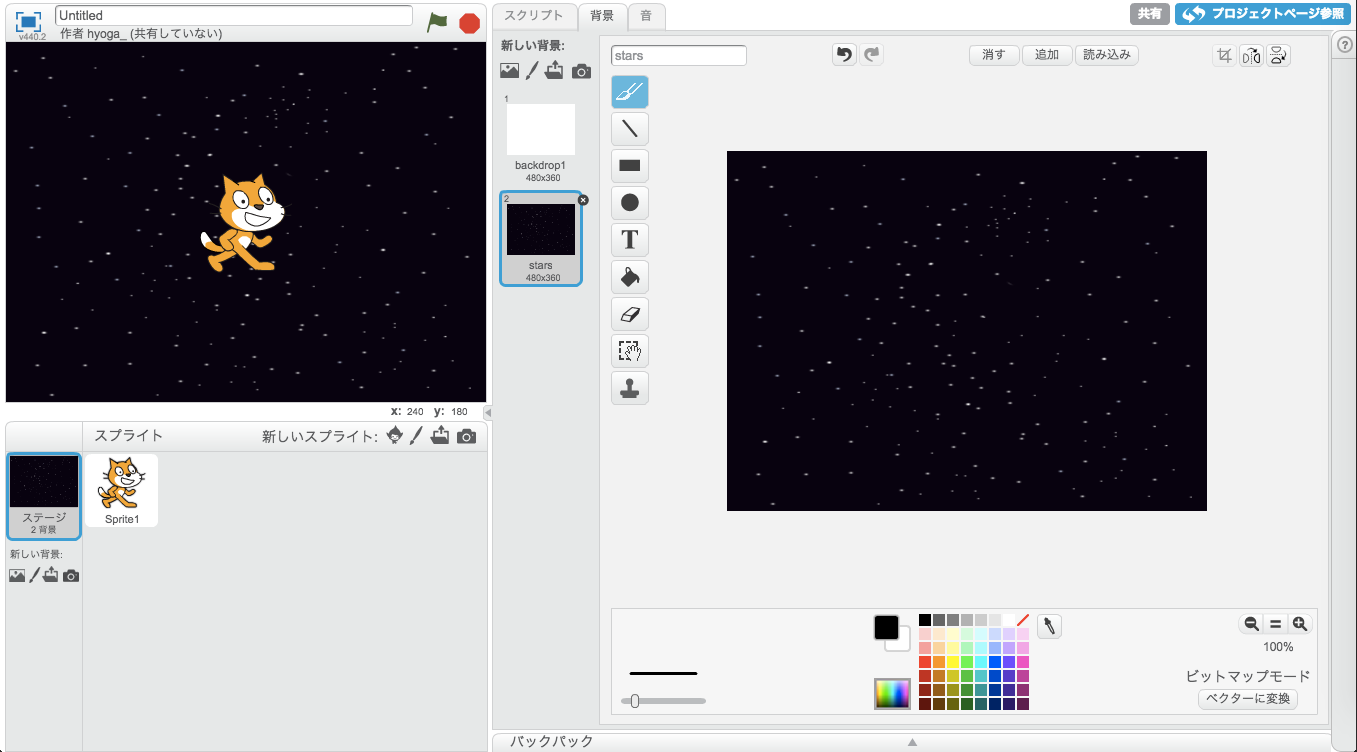 Untitled
v440.2
作者 hyoga_ (共有していない)
スクリプト
背景
音
共有
プロジェクトページ参照
?
新しい背景:
stars
消す
追加
読み込み
1
backdrop1
480x360
2
stars
480x360
T
x: 240 y: 180
スプライト
新しいスプライト:
ステージ
2 背景
Sprite1
新しい背景:
100%
ビットマップモード
ベクターに変換
バックパック